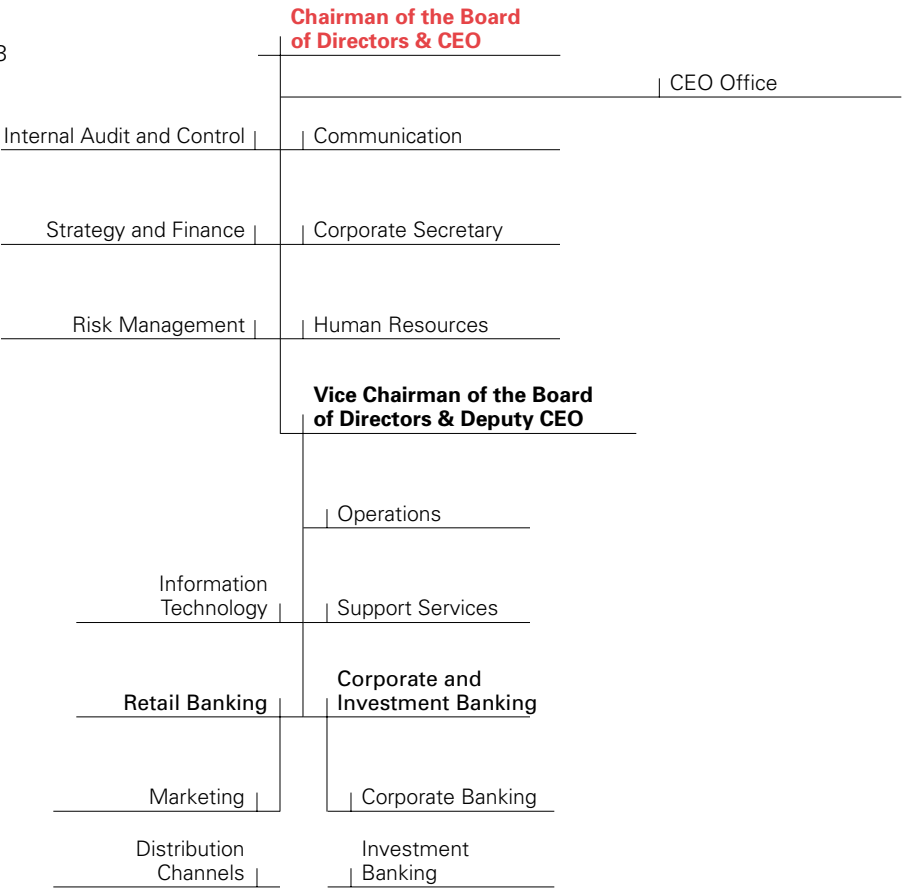 Chairman of the Board
of Directors & CEO
3
CEO Office
Internal Audit and Control
Communication
Strategy and Finance
Corporate Secretary
Risk Management
Human Resources
Vice Chairman of the Board
of Directors & Deputy CEO
Operations
Information
Technology
Support Services
Retail Banking
Corporate and
Investment Banking
Marketing
Corporate Banking
Distribution
Channels
Investment
Banking